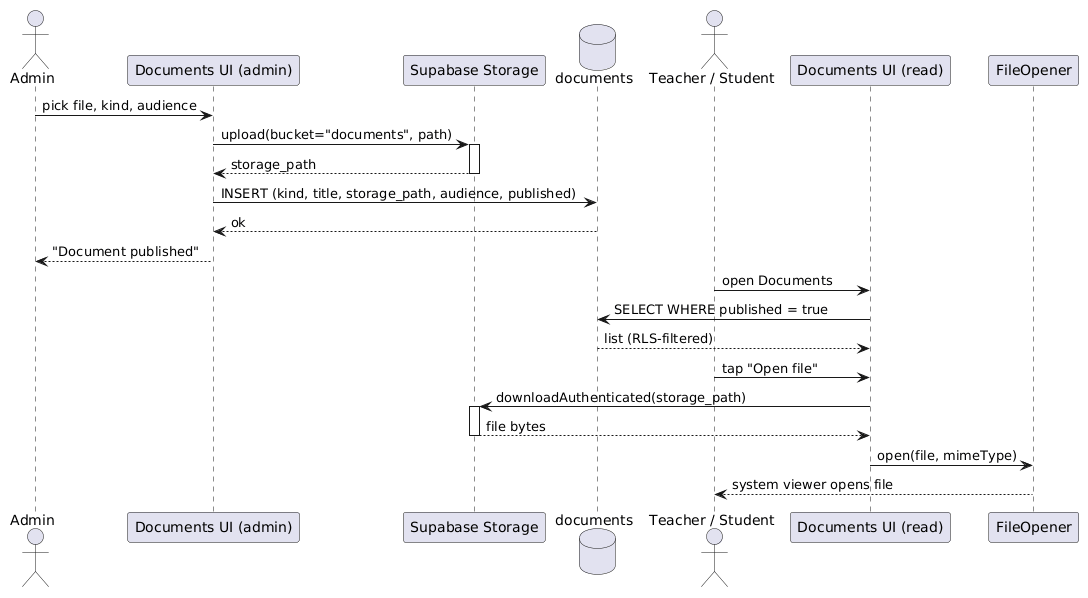 Admin
Documents UI (admin)
Supabase Storage
documents
Teacher / Student
Documents UI (read)
FileOpener
pick file, kind, audience
upload(bucket="documents", path)
storage_path
INSERT (kind, title, storage_path, audience, published)
ok
"Document published"
open Documents
SELECT WHERE published = true
list (RLS-filtered)
tap "Open file"
downloadAuthenticated(storage_path)
file bytes
open(file, mimeType)
system viewer opens file
Admin
Documents UI (admin)
Supabase Storage
documents
Teacher / Student
Documents UI (read)
FileOpener